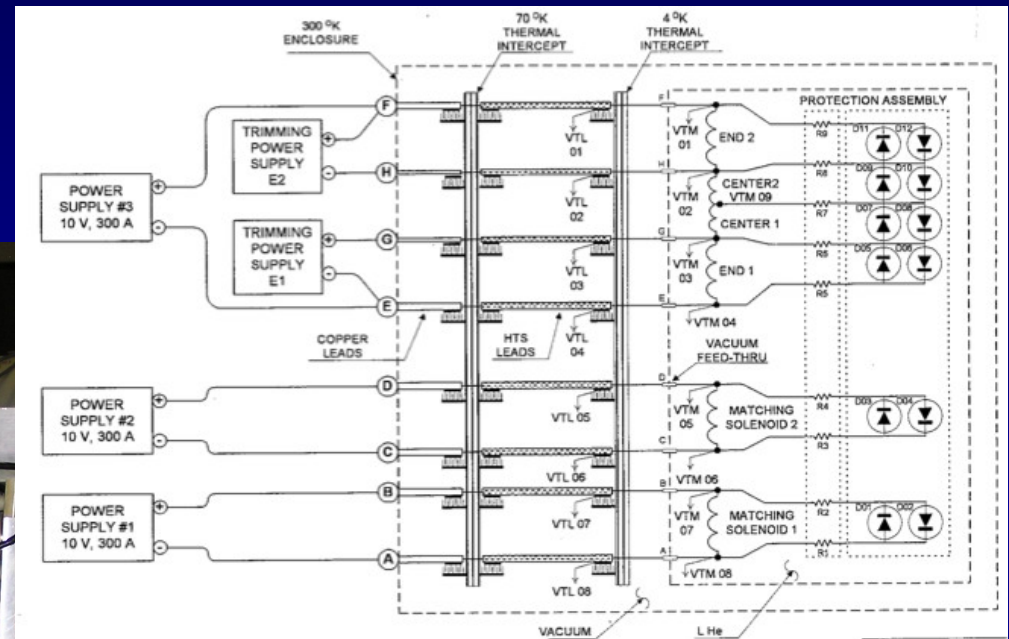 300 °K
ENCLOSURE
70 °K
THERMAL
INTERCEPT
4 °K
THERMAL
INTERCEPT
PROTECTION ASSEMBLY
POWER
SUPPLY #3
10 V, 300 A
+
-
TRIMMING
POWER
SUPPLY
E2
+
-
TRIMMING
POWER
SUPPLY
E1
+
-
F
H
G
E
COPPER
LEADS
HTS
LEADS
VTL
01
VTL
02
VTL
03
VTL
04
F
H
G
E
VTM
01
END 2
VTM
02
CENTER2
VTM 09
CENTER 1
VTM
03
END 1
VTM 04
R9
R8
R7
R6
R5
D11
D12
D09
D10
D07
D08
D05
D06
VACUUM
FEED-THRU
POWER
SUPPLY #2
10 V, 300 A
+
-
D
C
VTL 05
VTL 06
D
C
VTM
05
MATCHING
SOLENOID 2
VTM 06
R4
R3
D03
D04
POWER
SUPPLY #1
10 V, 300 A
+
-
B
A
VTL 07
VTL 08
B
A
VTM
07
MATCHING
SOLENOID 1
VTM 08
R2
R1
D01
D02
VACUUM
L He